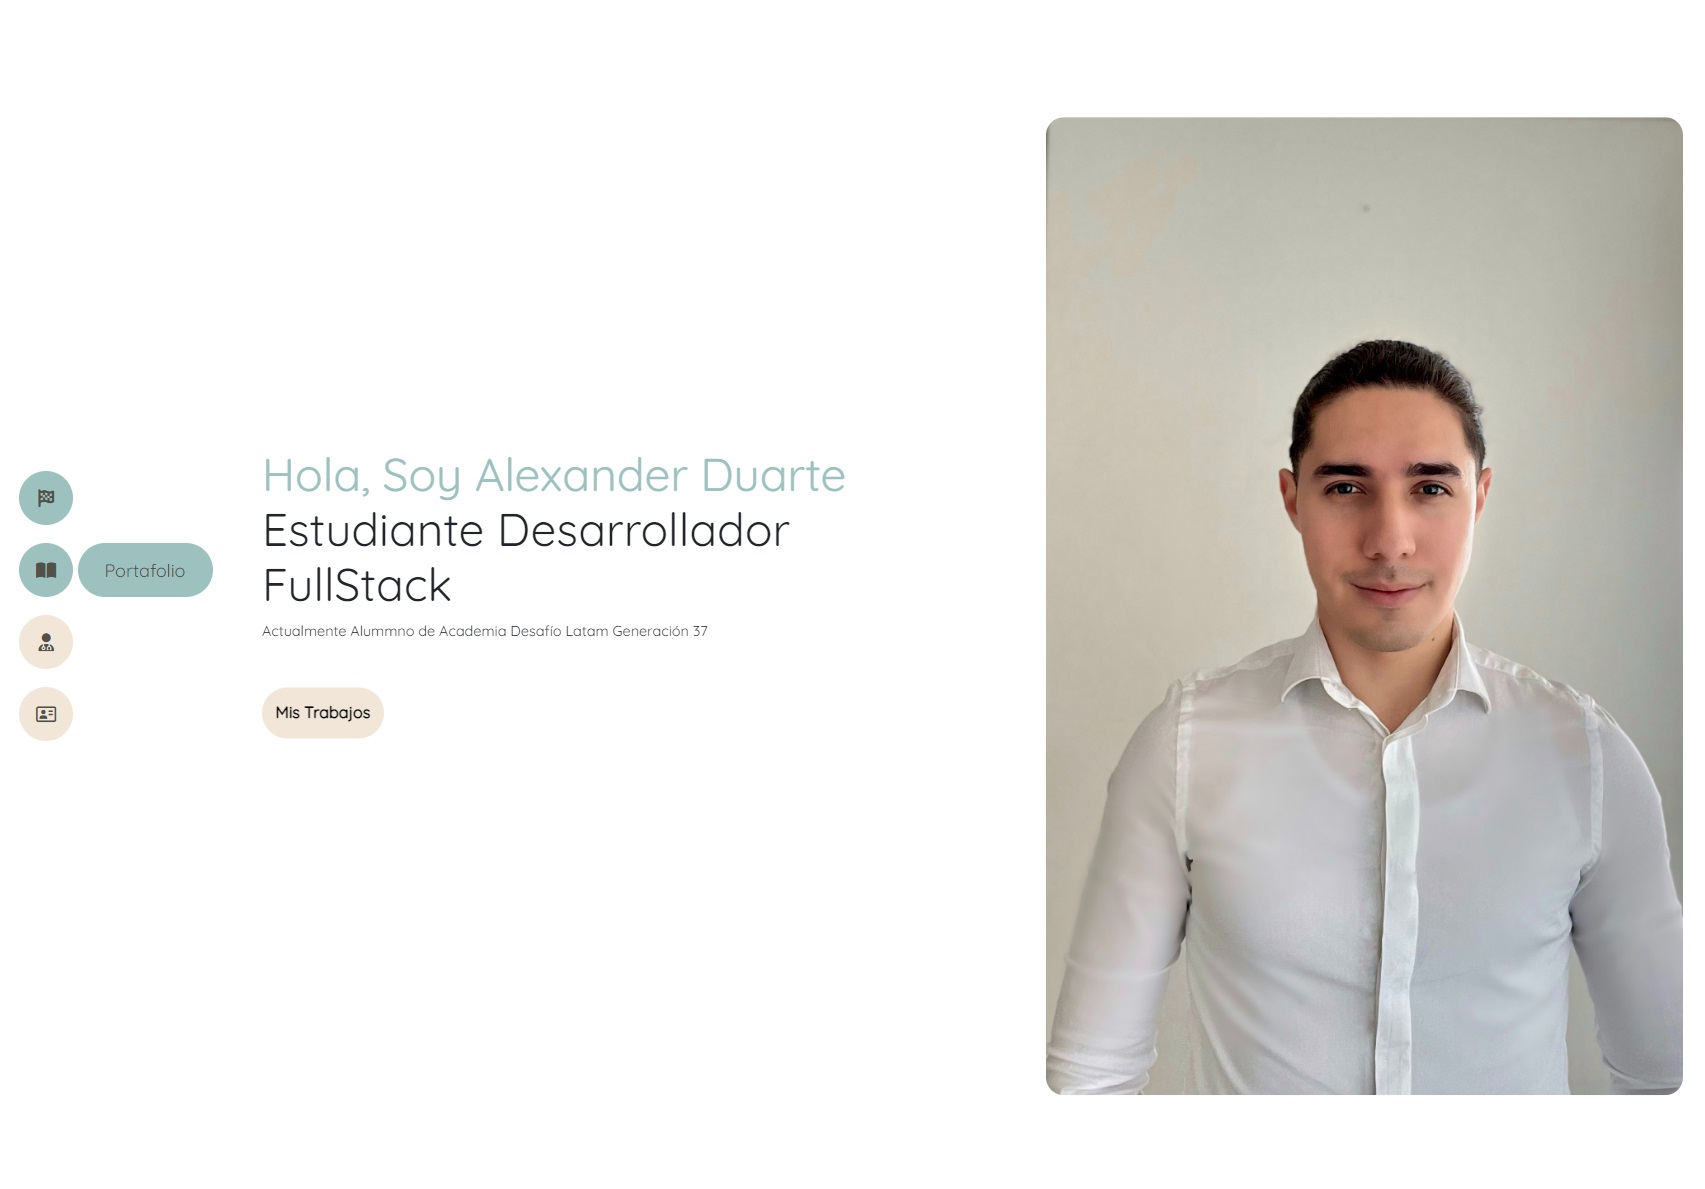 Hola, Soy Alexander Duarte
Estudiante Desarrollador
FullStack
Actualmente Alummno de Academia Desafío Latam Generación 37
Portafolio
Mis Trabajos